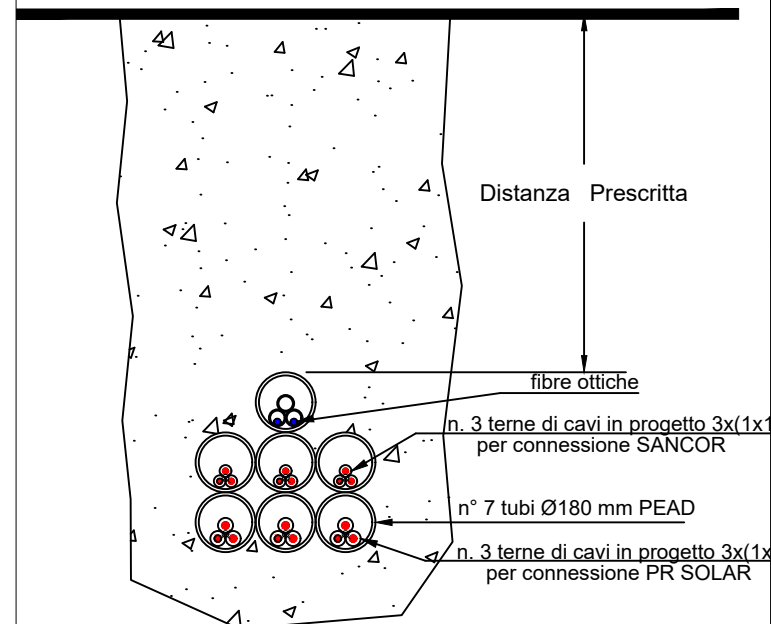 Distanza Prescritta
fibre ottiche
n. 3 terne di cavi in progetto 3x(1x1
per connessione SANCOR
n° 7 tubi Ø180 mm PEAD
n. 3 terne di cavi in progetto 3x(1x
per connessione PR SOLAR